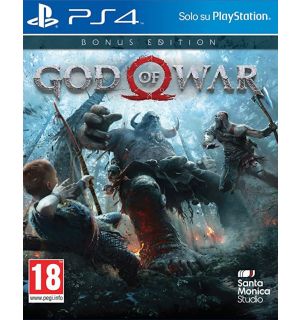 PS4
Solo su PlayStation.
BONUS EDITION
GOD OF WAR
18
www.pegi.info
Santa
Monica
Studio